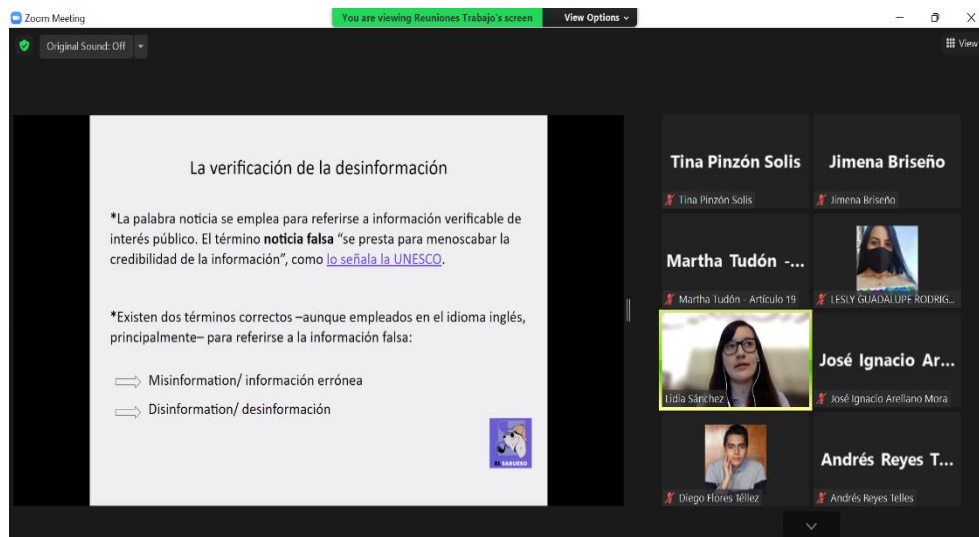 Zoom Meeting
You are viewing Reuniones Trabajo's screen
View Options
Original Sound: Off
View
La verificación de la desinformación
*La palabra noticia se emplea para referirse a información verificable de
interés público. El término noticia falsa “se presta para menoscabar la
credibilidad de la información”, como lo señala la UNESCO.
*Existen dos términos correctos –aunque empleados en el idioma inglés,
principalmente– para referirse a la información falsa:
Misinformation/ información errónea
Disinformation/ desinformación
EL SABUESO
Tina Pinzón Solis
Tina Pinzón Solis
Jimena Briseño
Jimena Briseño
Martha Tudón -...
Martha Tudón - Artículo 19
LESLY GUADALUPE RODRIG...
Lidia Sánchez
José Ignacio Ar...
José Ignacio Arellano Mora
Diego Flores Téllez
Andrés Reyes T...
Andrés Reyes Telles